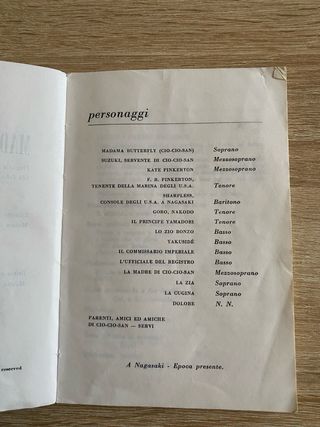 MAD
reserved
personaggi
MADAMA BUTTERFLY (CIO-CIO-SAN) Soprano
SUZUKI, SERVENTE DI CIO-CIO-SAN Mezzosoprano
KATE PINKERTON Mezzosoprano
F. B. PINKERTON,
TENENTE DELLA MARINA DEGLI U.S.A. Tenore
SHARPLESS,
CONSOLE DEGLI U.S.A. A NAGASAKI Baritono
GORO, NAKODO Tenore
IL PRINCIPE YAMADORI Tenore
LO ZIO BONZO Basso
YAKUSIDÉ Basso
IL COMMISSARIO IMPERIALE Basso
L'UFFICIALE DEL REGISTRO Basso
LA MADRE DI CIO-CIO-SAN Mezzosoprano
LA ZIA Soprano
LA CUGINA Soprano
DOLORE N. N.
PARENTI, AMICI ED AMICHE
DI CIO-CIO-SAN — SERVI
A Nagasaki - Epoca presente.